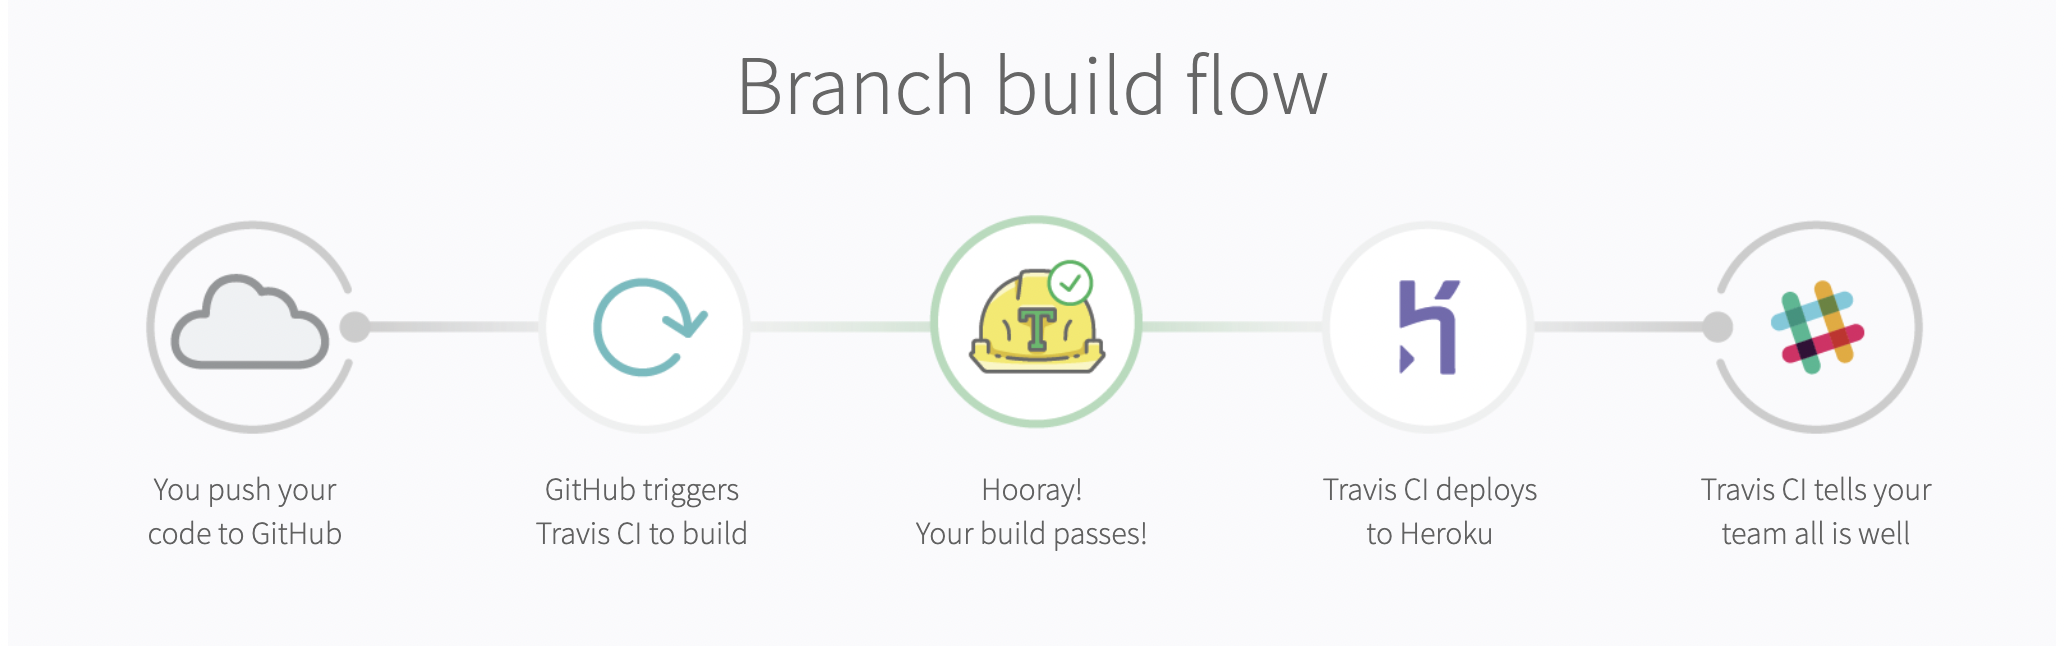 Branch build flow
T
You push your
code to GitHub
GitHub triggers
Travis CI to build
Hooray!
Your build passes!
Travis CI deploys
to Heroku
Travis CI tells your
team all is well